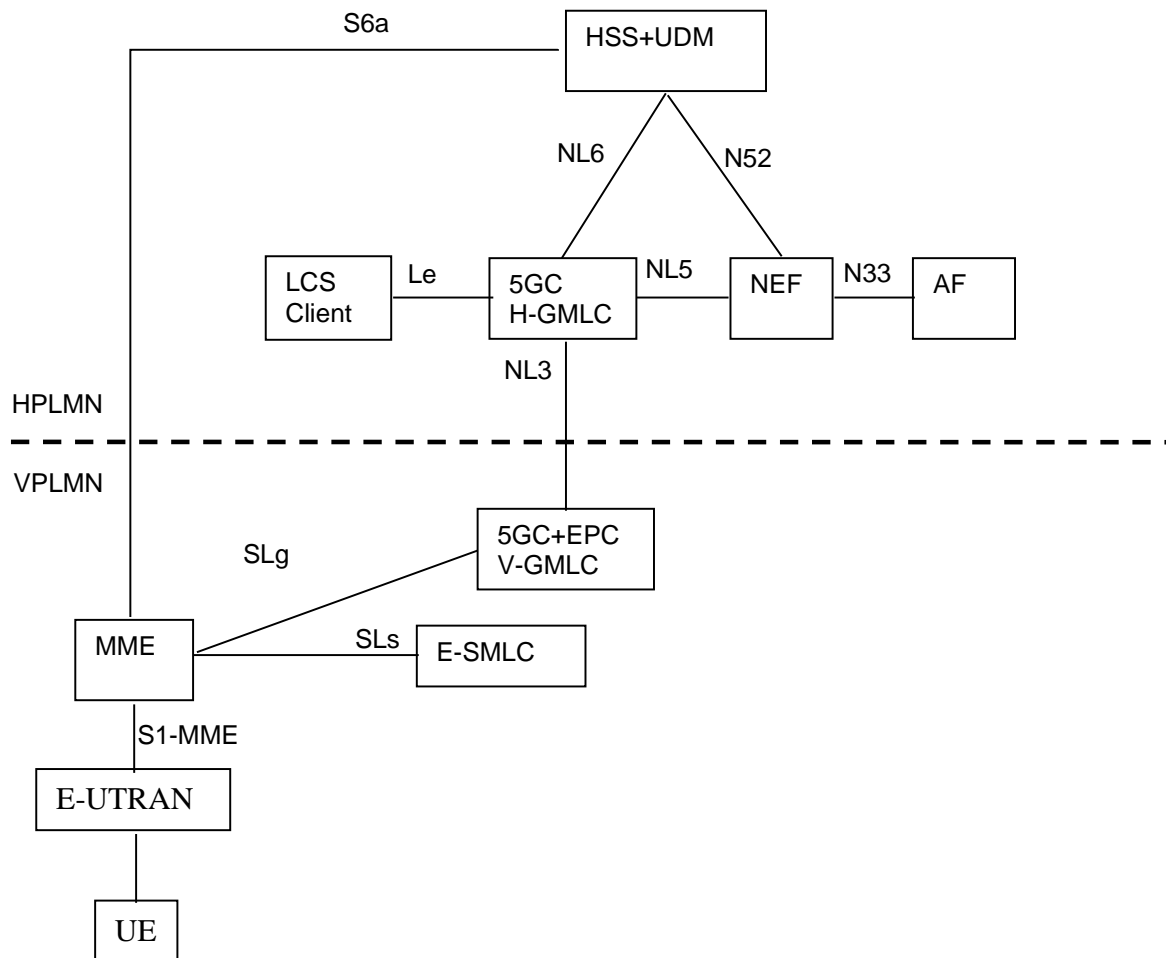 S6a
HSS+UDM
NL6
N52
LCS
Client
Le
5GC
H-GMLC
NL5
NEF
N33
AF
NL3
HPLMN
VPLMN
5GC+EPC
V-GMLC
SLg
MME
SLs
E-SMLC
S1-MME
E-UTRAN
UE